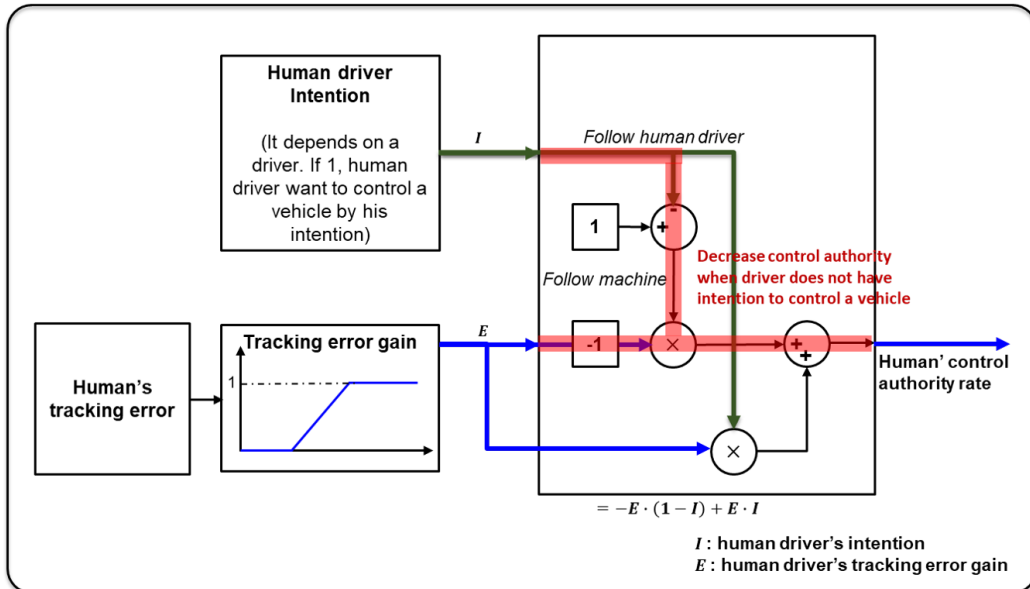 Human driver
Intention
(It depends on a
driver. If 1, human
driver want to control a
vehicle by his
intention)
I
Follow human driver
-
1
+
Follow machine
Decrease control authority
when driver does not have
intention to control a vehicle
Human's
tracking error
Tracking error gain
1
E
-1
×
+
+
Human' control
authority rate
×
= −E · (1 − I) + E · I
I : human driver's intention
E : human driver's tracking error gain